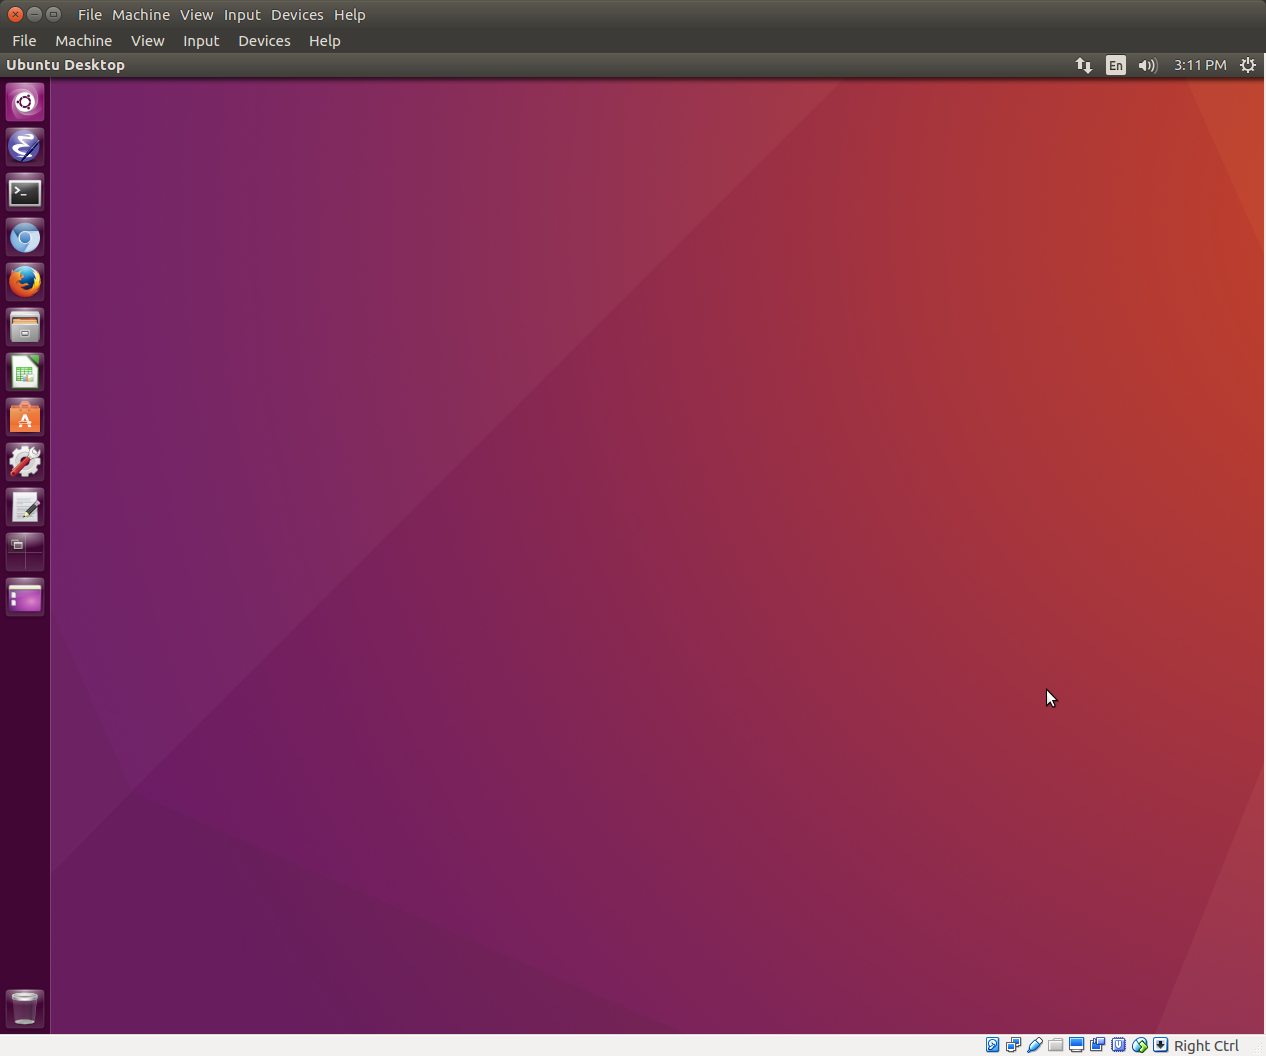 File Machine View Input Devices Help
File Machine View Input Devices Help
Ubuntu Desktop En 3:11 PM
Right Ctrl